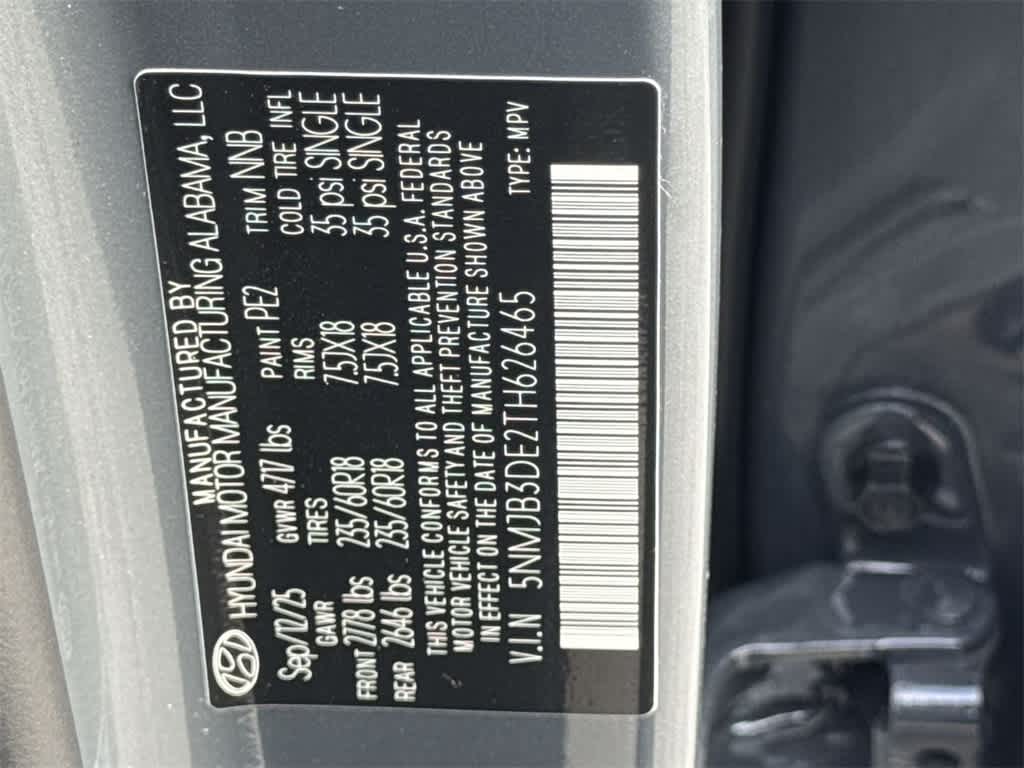 MANUFACTURED BY
HYUNDAI MOTOR MANUFACTURING ALABAMA, LLC
Sep/12/25 GVWR 4717 lbs PAINT PE2 TRIM NNB
GAWR TIRES RIMS COLD TIRE INFL
FRONT 2778 lbs 235/60R18 7.5JX18 35 psi SINGLE
REAR 2646 lbs 235/60R18 7.5JX18 35 psi SINGLE
THIS VEHICLE CONFORMS TO ALL APPLICABLE U.S.A. FEDERAL
MOTOR VEHICLE SAFETY AND THEFT PREVENTION STANDARDS
IN EFFECT ON THE DATE OF MANUFACTURE SHOWN ABOVE
V.I.N 5NMJB3DE2TH626465 TYPE: MPV